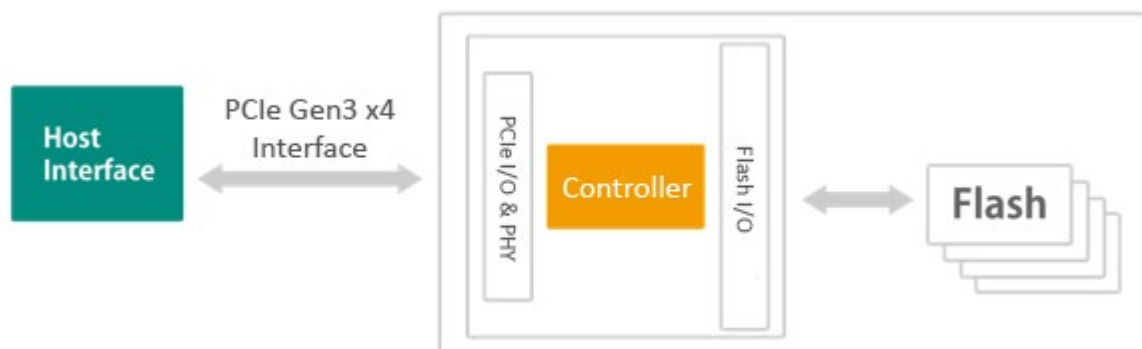 Host
Interface
PCIe Gen3 x4
Interface
PCIe I/O & PHY
Controller
Flash I/O
Flash